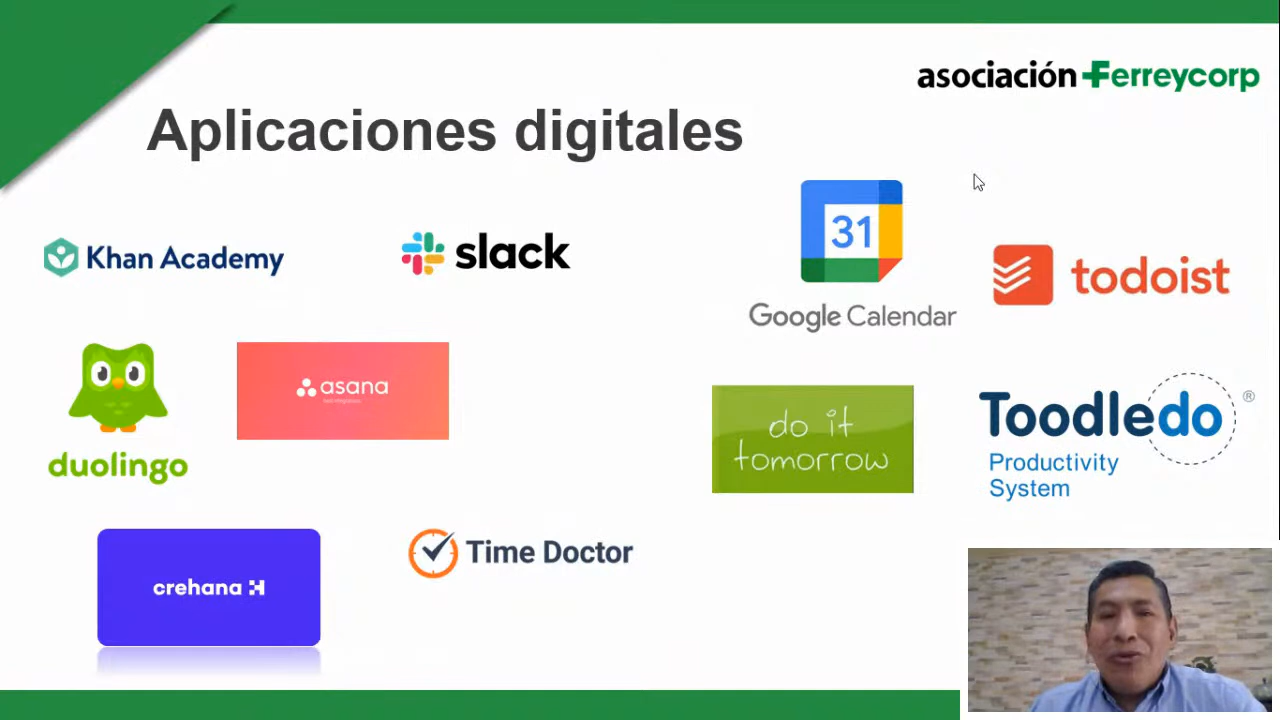 asociación Ferreycorp
Aplicaciones digitales
Khan Academy
slack
31
Google Calendar
todoist
duolingo
asana
do it
tomorrow
Toodledo ®
Productivity
System
crehana
Time Doctor